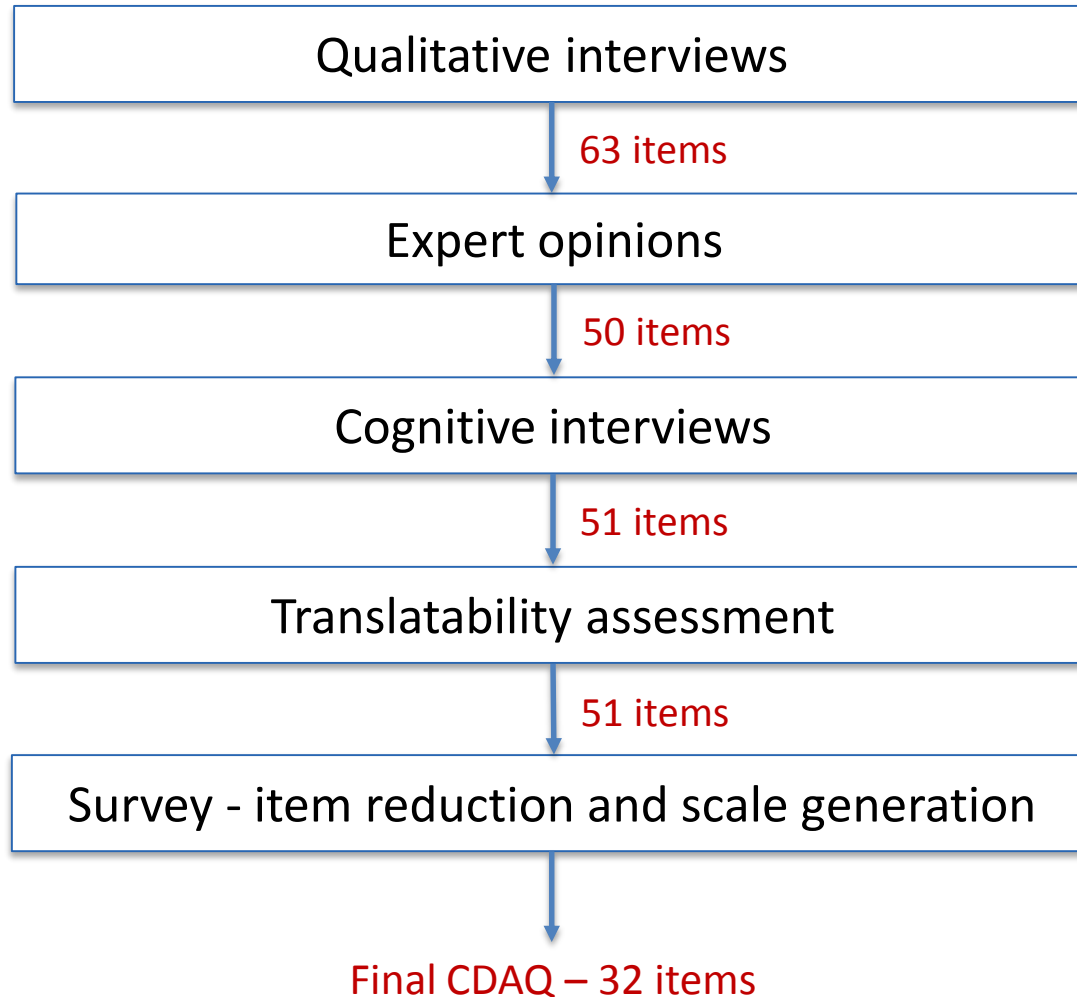 Qualitative interviews
63 items
Expert opinions
50 items
Cognitive interviews
51 items
Translatability assessment
51 items
Survey - item reduction and scale generation
Final CDAQ – 32 items